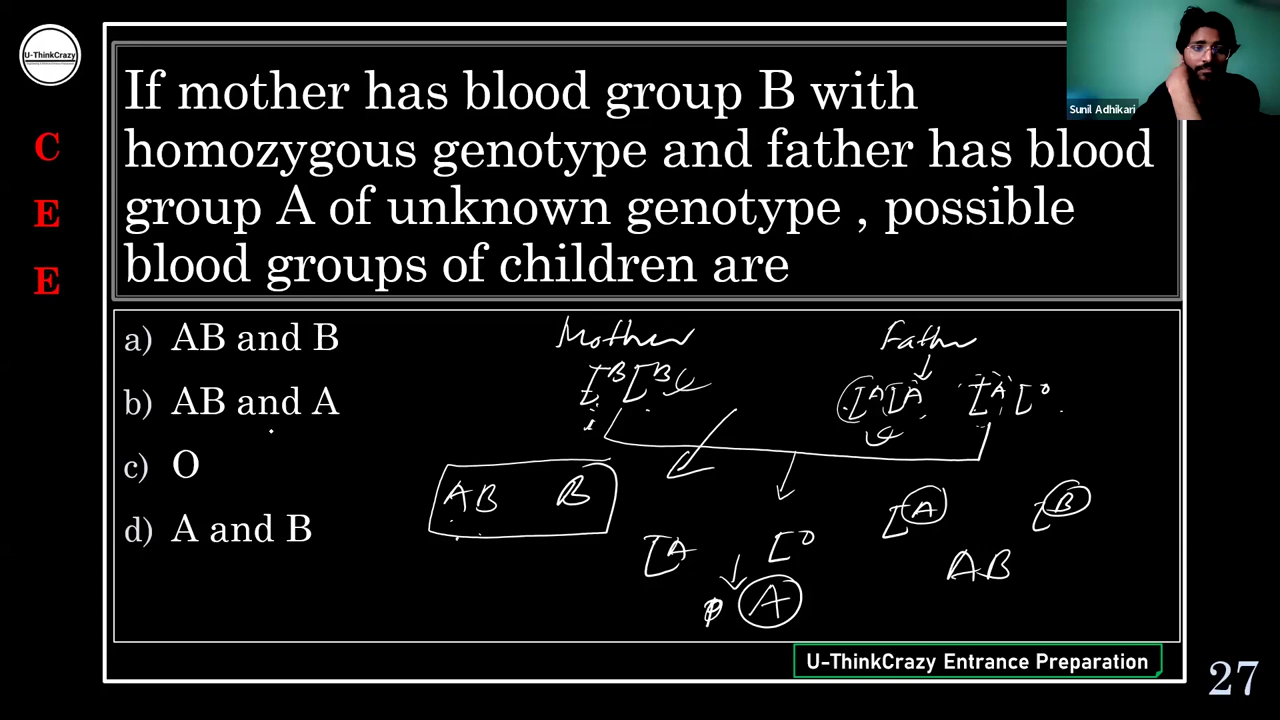 U-ThinkCrazy
C
E
E
If mother has blood group B with
homozygous genotype and father has blood
group A of unknown genotype , possible
blood groups of children are
Sunil Adhikari
a) AB and B
b) AB and A
c) O
d) A and B
Mother
Father
I^B I^B
I^A I^A
I^A I^O
AB B
I^A
I^B
I^A I^O
AB
A
U-ThinkCrazy Entrance Preparation
27